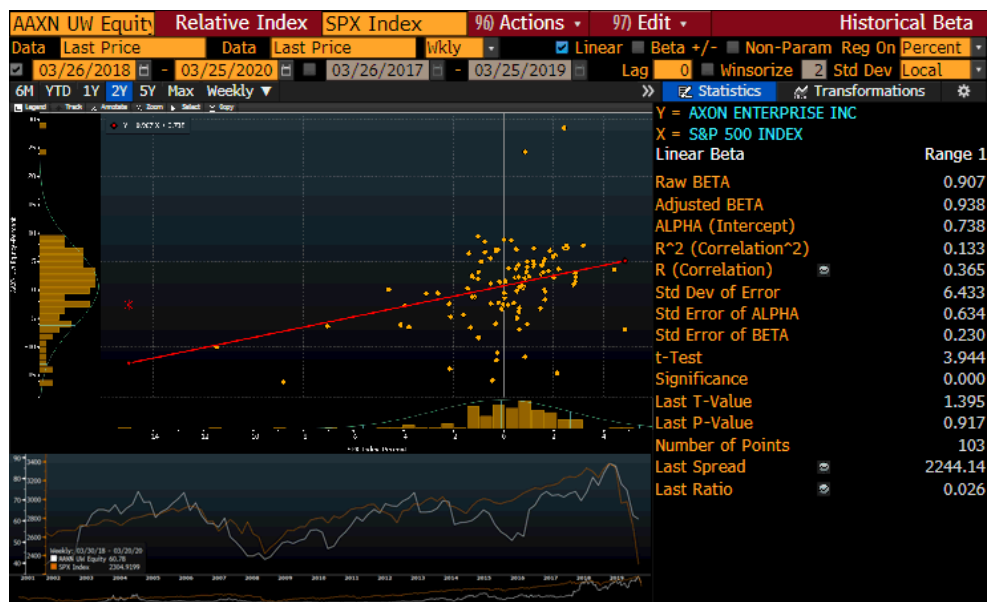 AAXN UW Equity Relative Index SPX Index 96) Actions 97) Edit Historical Beta
Data Last Price Data Last Price Wkly Linear Beta +/- Non-Param Reg On Percent
03/26/2018 - 03/25/2020 03/26/2017 - 03/25/2019 Lag 0 Winsorize 2 Std Dev Local
6M YTD 1Y 2Y 5Y Max Weekly ▼ » Statistics Transformations
Legend Track Annotate Zoom Select Copy
Y = AXON ENTERPRISE INC
X = S&P 500 INDEX
Linear Beta Range 1
Raw BETA 0.907
Adjusted BETA 0.938
ALPHA (Intercept) 0.738
R^2 (Correlation^2) 0.133
R (Correlation) 0.365
Std Dev of Error 6.433
Std Error of ALPHA 0.634
Std Error of BETA 0.230
t-Test 3.944
Significance 0.000
Last T-Value 1.395
Last P-Value 0.917
Number of Points 103
Last Spread 2244.14
Last Ratio 0.026
SPX Index Percent
90 3400
80 3200
70
60 2800
50 2600
40 2400
Weekly: 03/30/18 - 03/20/20
AAXN UW Equity 60.78
SPX Index 2304.9199
2001 2002 2003 2004 2005 2006 2007 2008 2009 2010 2011 2012 2013 2014 2015 2016 2017 2018 2019